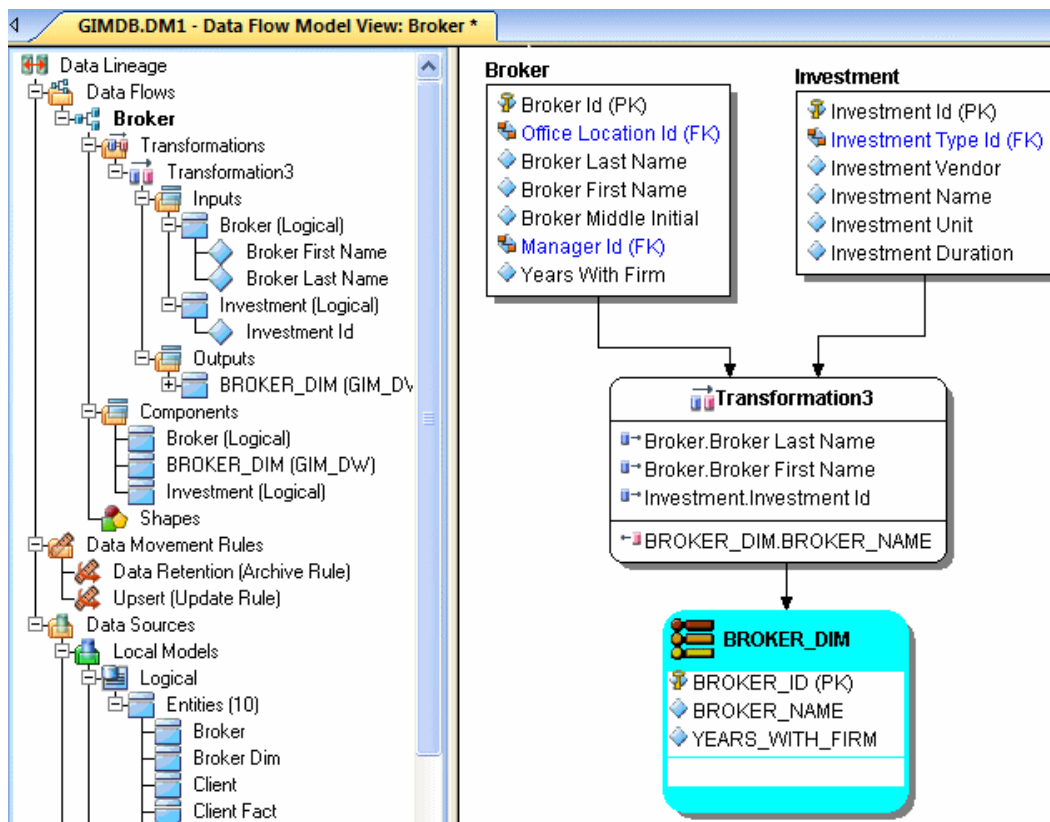 GIMDB.DM1 - Data Flow Model View: Broker *
Data Lineage
Data Flows
Broker
Transformations
Transformation3
Inputs
Broker (Logical)
Broker First Name
Broker Last Name
Investment (Logical)
Investment Id
Outputs
BROKER_DIM (GIM_D
Components
Broker (Logical)
BROKER_DIM (GIM_DW)
Investment (Logical)
Shapes
Data Movement Rules
Data Retention (Archive Rule)
Upsert (Update Rule)
Data Sources
Local Models
Logical
Entities (10)
Broker
Broker Dim
Client
Client Fact
Broker
Broker Id (PK)
Office Location Id (FK)
Broker Last Name
Broker First Name
Broker Middle Initial
Manager Id (FK)
Years With Firm
Investment
Investment Id (PK)
Investment Type Id (FK)
Investment Vendor
Investment Name
Investment Unit
Investment Duration
Transformation3
Broker.Broker Last Name
Broker.Broker First Name
Investment.Investment Id
BROKER_DIM.BROKER_NAME
BROKER_DIM
BROKER_ID (PK)
BROKER_NAME
YEARS_WITH_FIRM